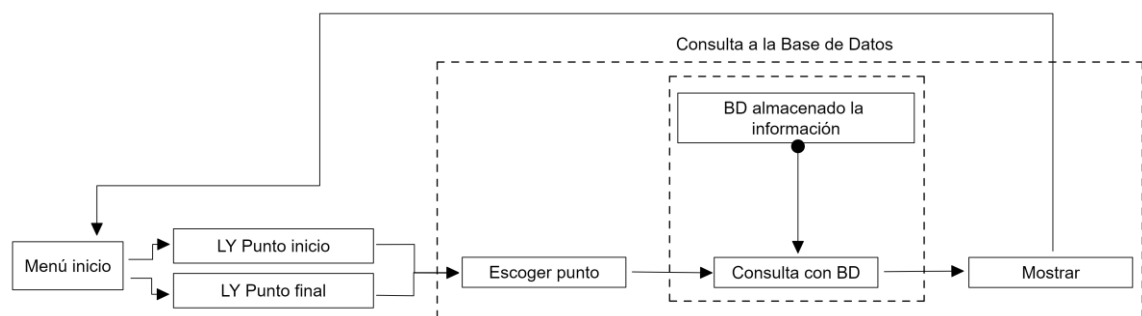 Consulta a la Base de Datos
BD almacenado la
información
LY Punto inicio
Menú inicio
LY Punto final
Escoger punto
Consulta con BD
Mostrar